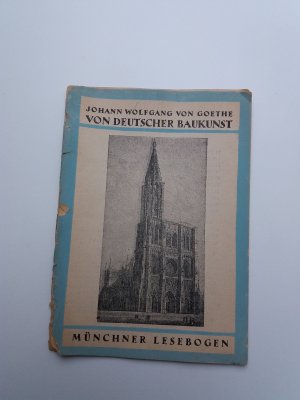 JOHANN WOLFGANG VON GOETHE
VON DEUTSCHER BAUKUNST
MÜNCHNER LESEBOGEN